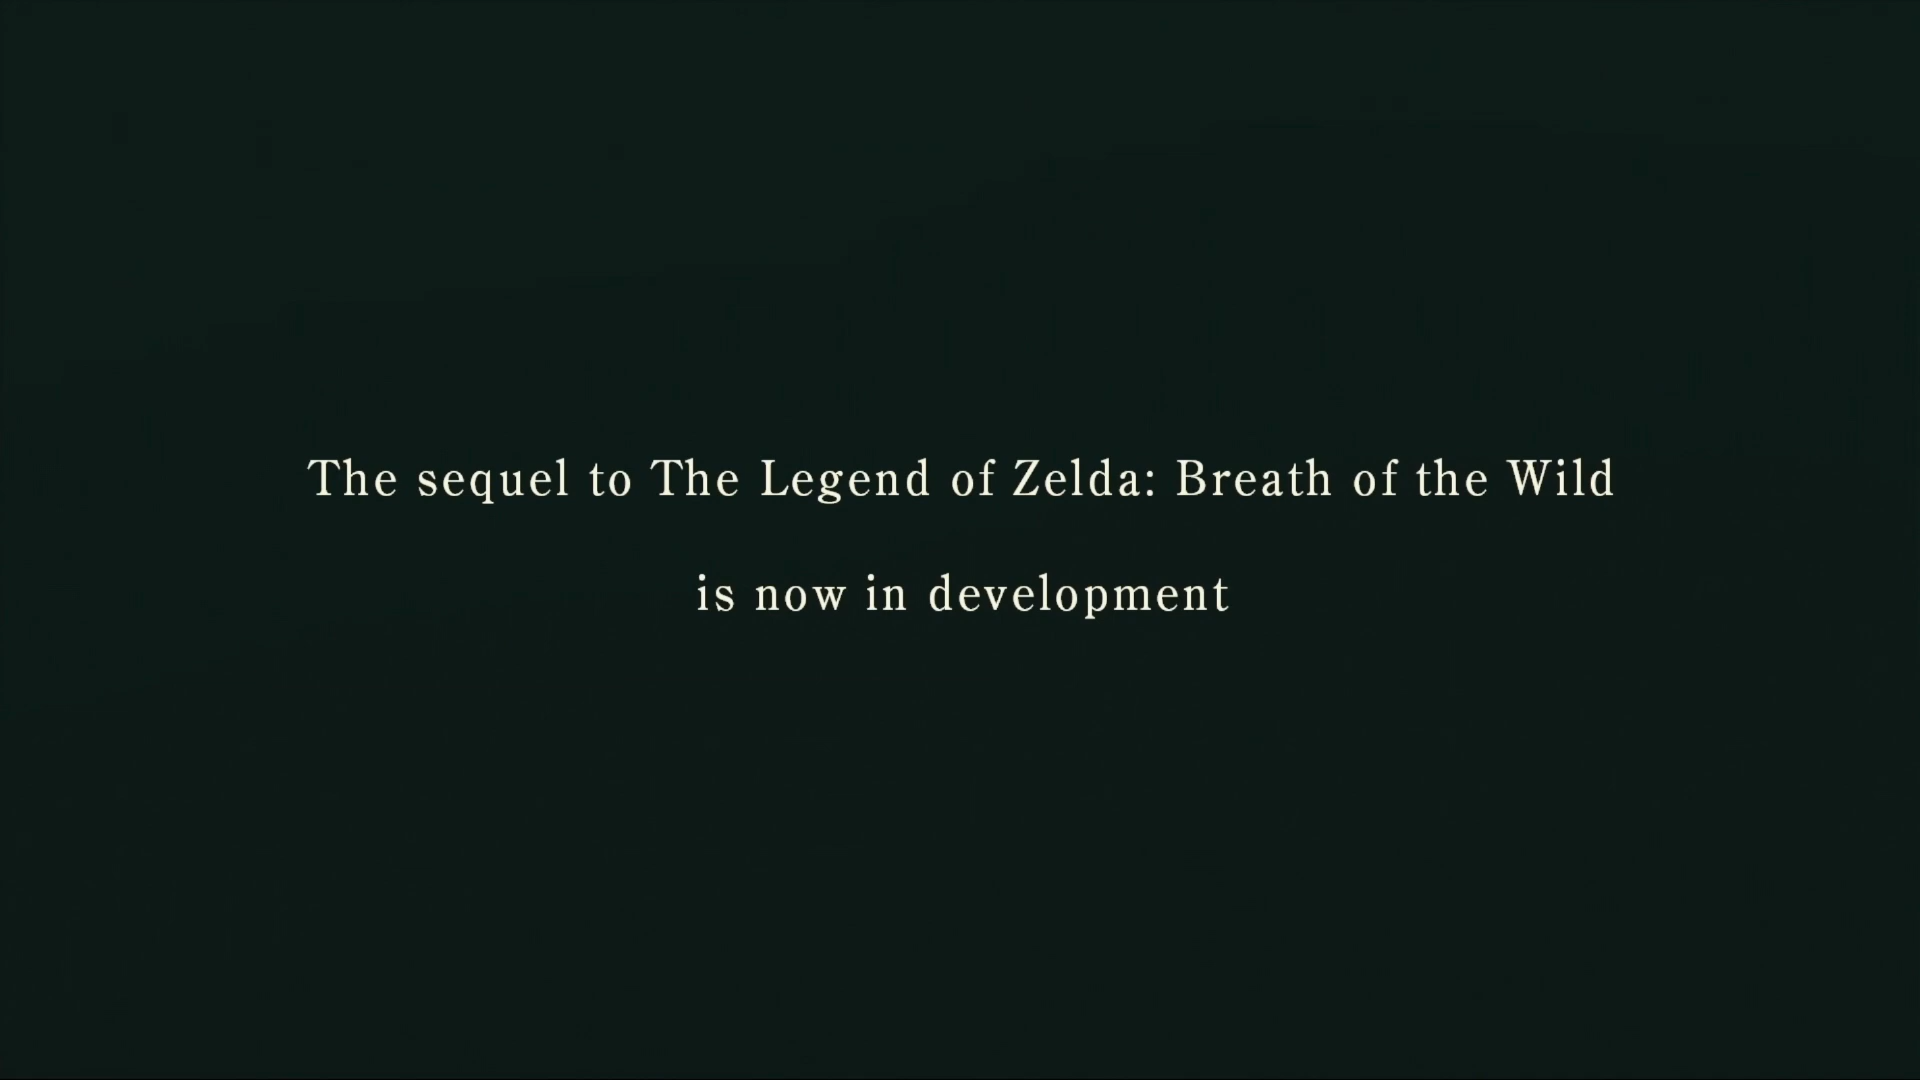 The sequel to The Legend of Zelda: Breath of the Wild
is now in development